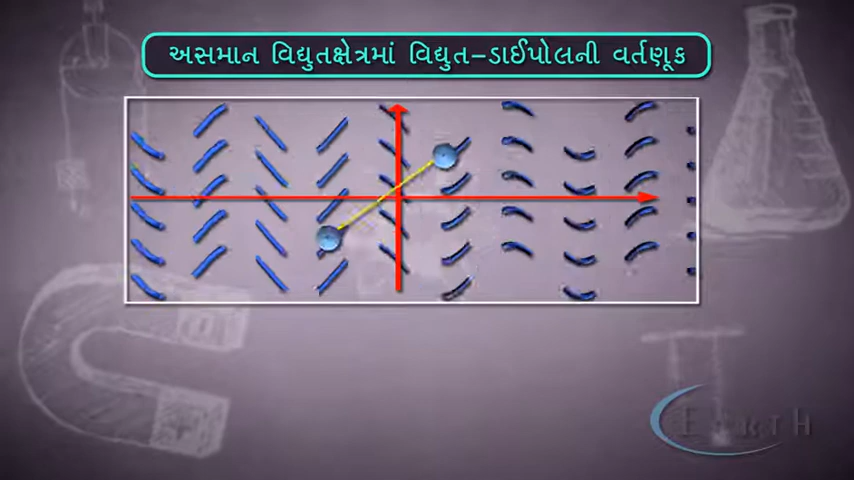 અસમાન વિદ્યુતક્ષેત્રમાં વિદ્યુત-ડાઈપોલની વર્તણૂક